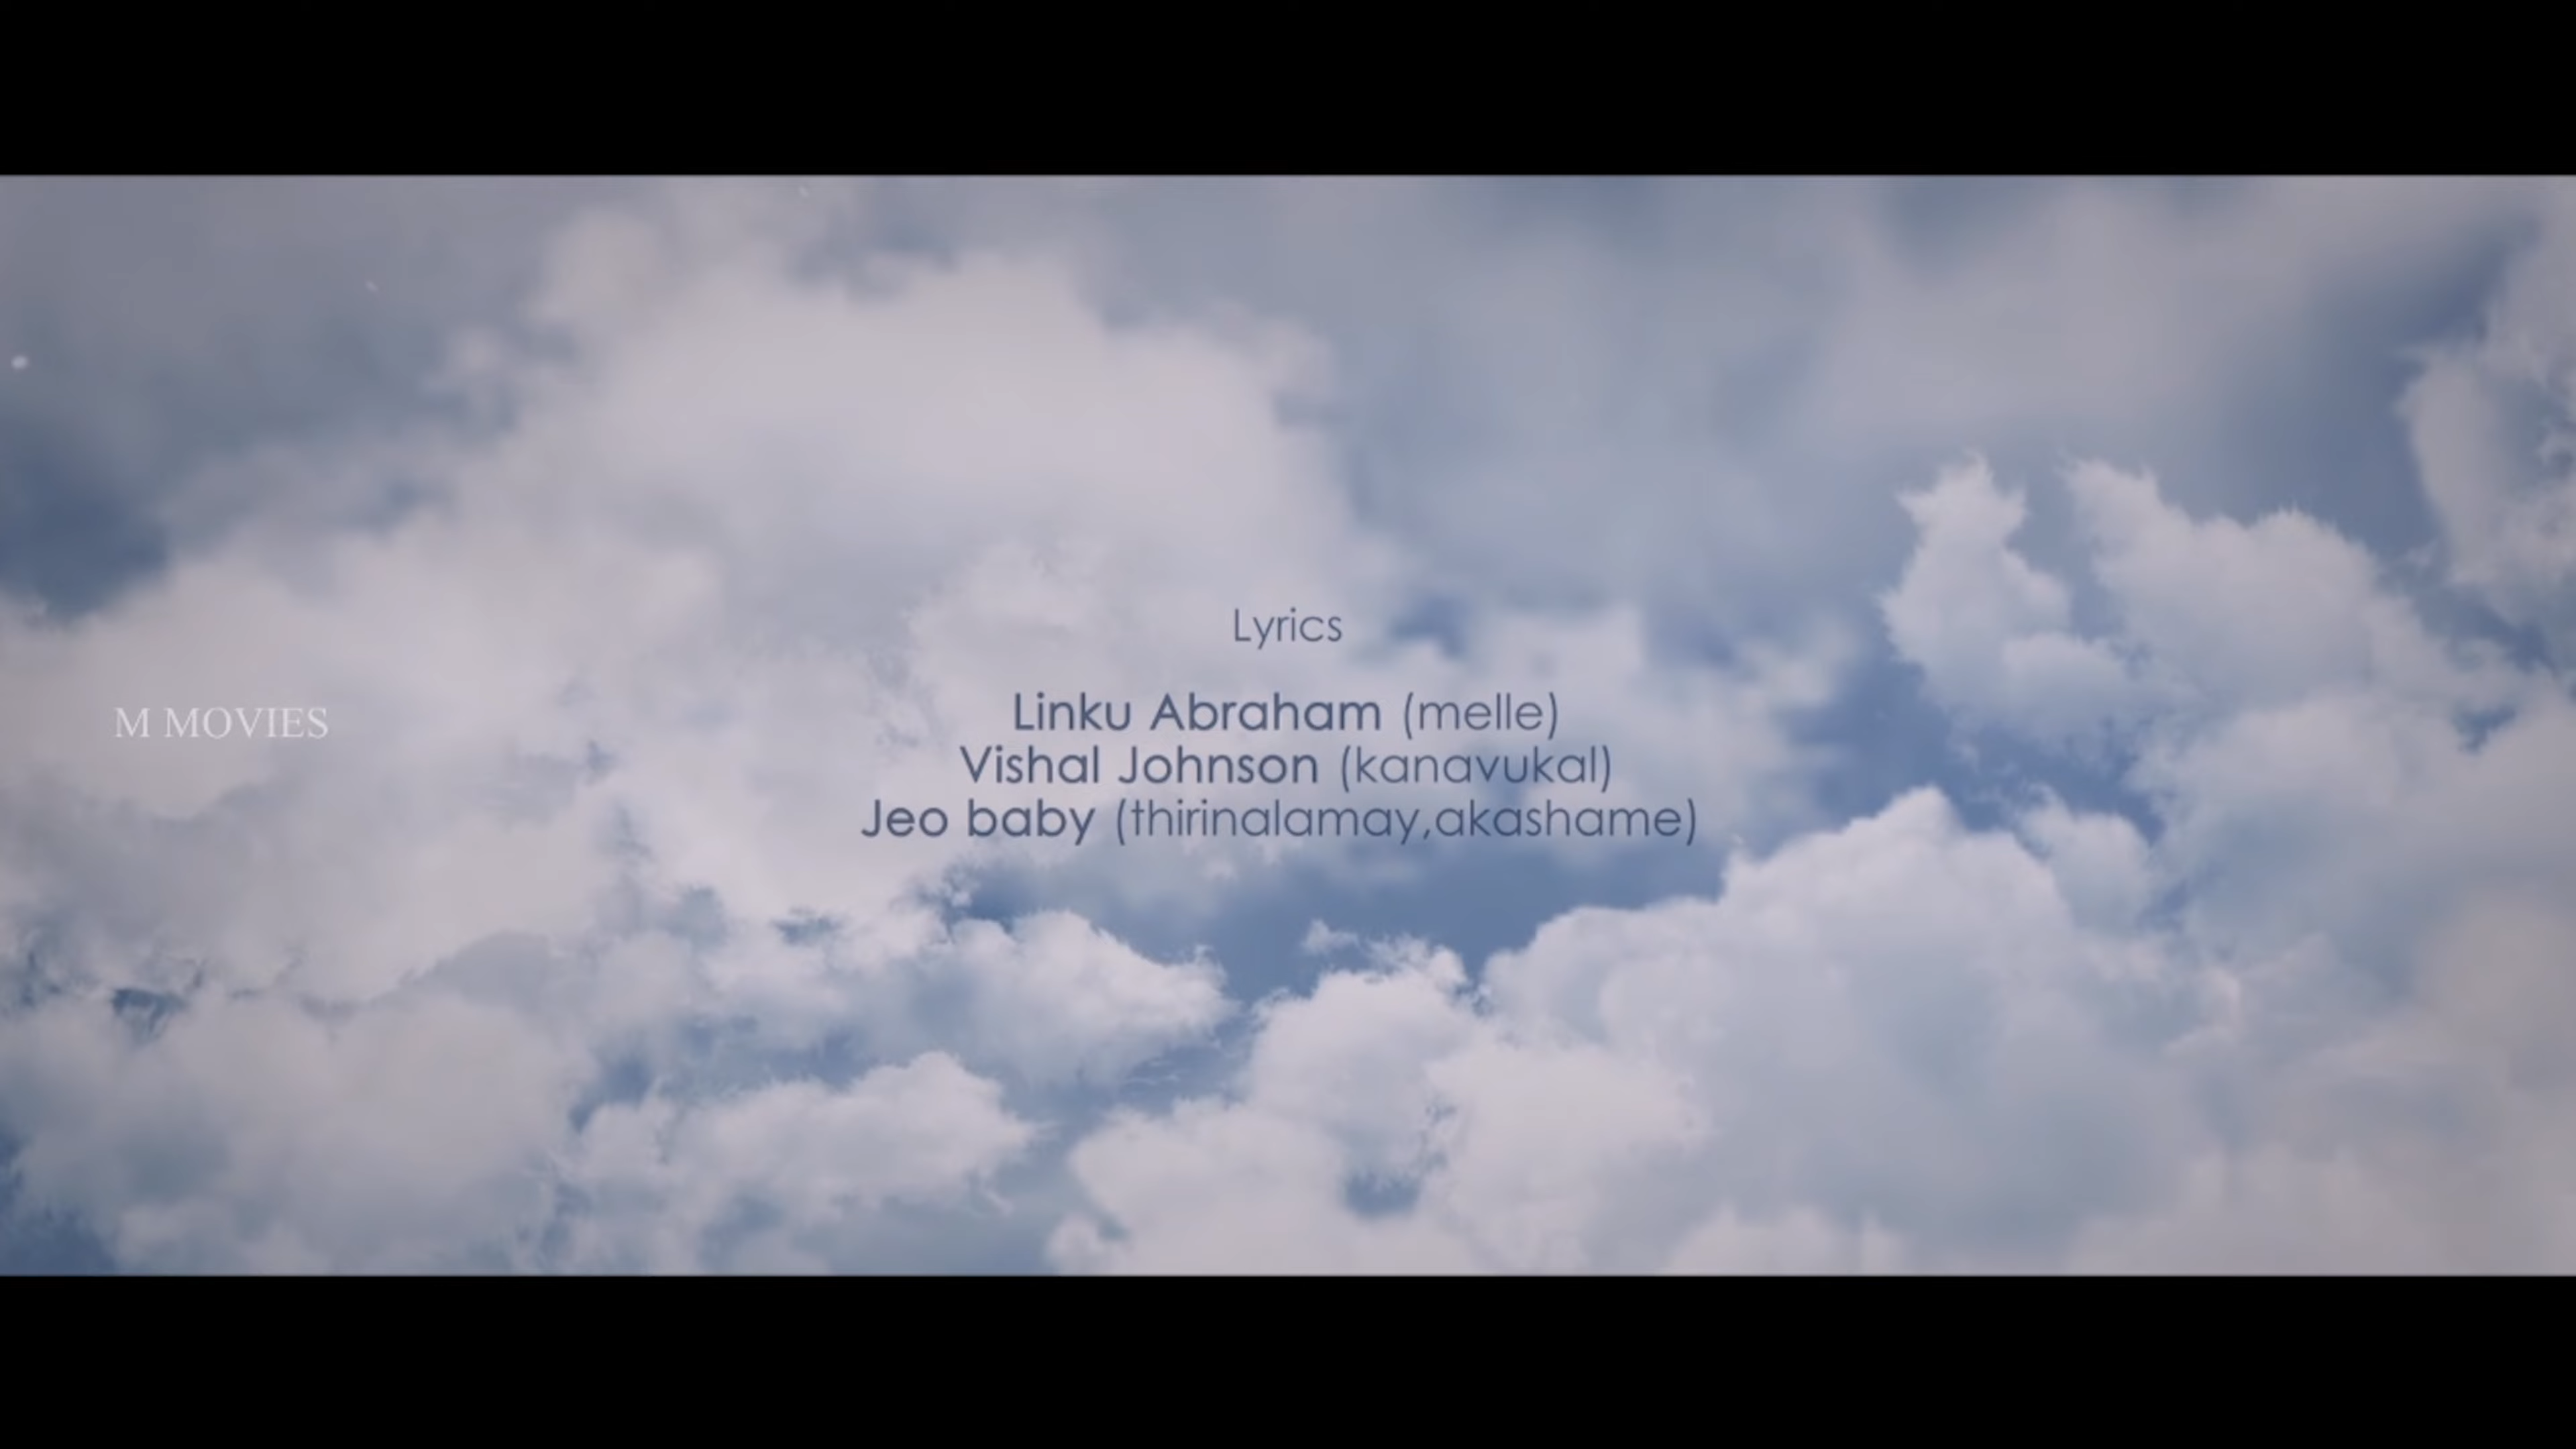 Lyrics
M MOVIES
Linku Abraham (melle)
Vishal Johnson (kanavukal)
Jeo baby (thirinalamay,akashame)